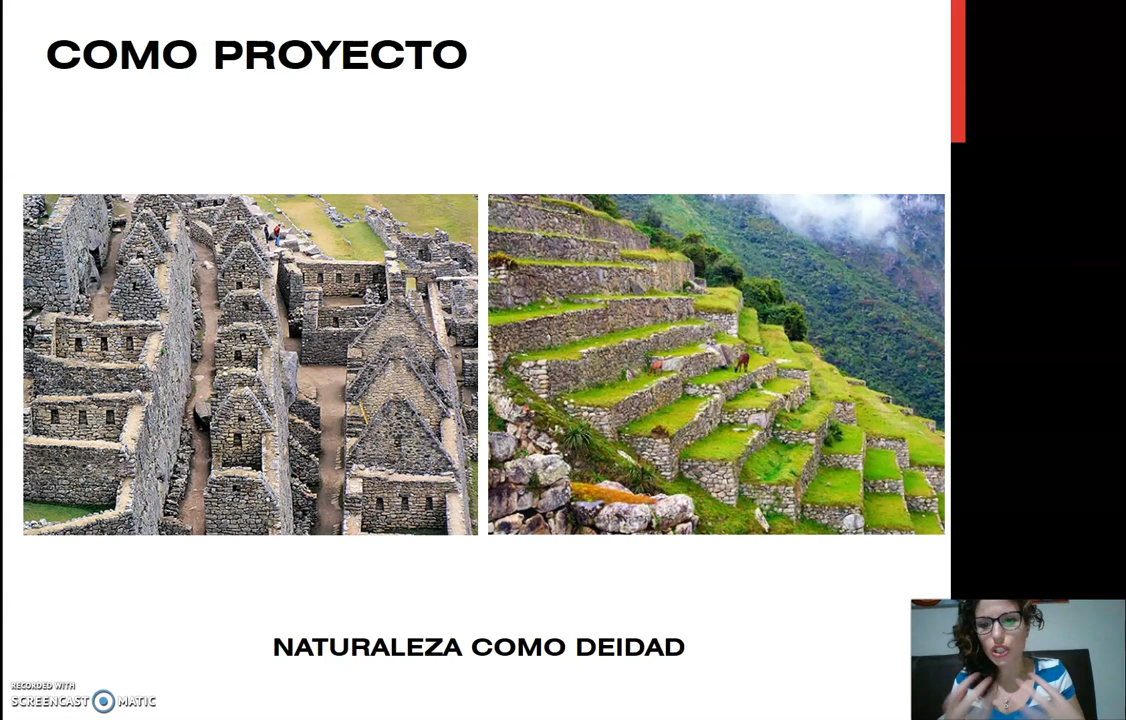 COMO PROYECTO
NATURALEZA COMO DEIDAD
RECORDED WITH
SCREENCAST MATIC